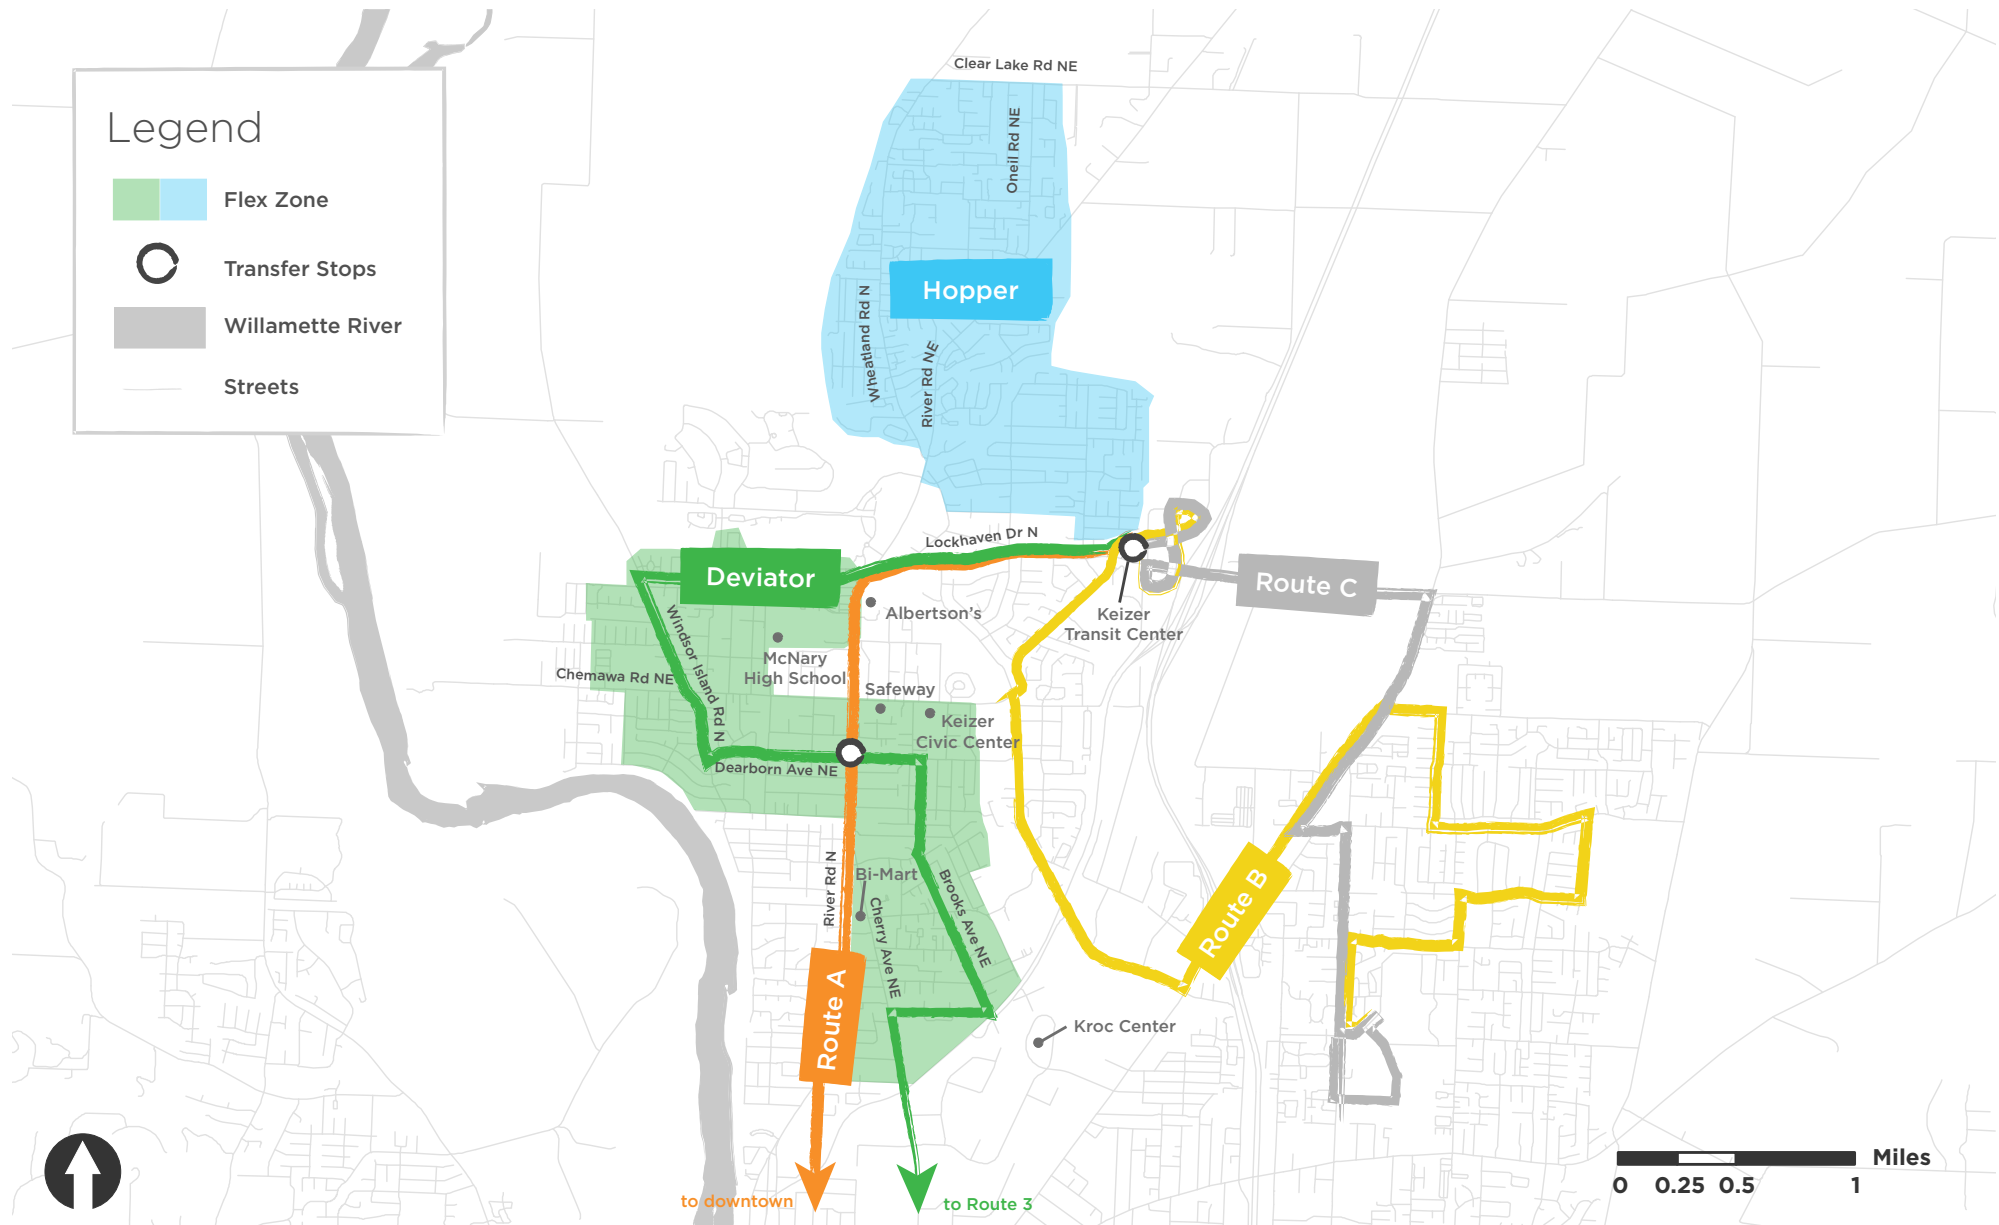 Clear Lake Rd NE
Legend
Oneil Rd NE
Flex Zone
Transfer Stops
Hopper
Wheatland Rd N
Willamette River
River Rd NE
Streets
Lockhaven Dr N
Deviator
Route C
Albertson's
Keizer
Transit Center
Windsor Island Rd N
McNary
High School
Chemawa Rd NE
Safeway
Keizer
Civic Center
Dearborn Ave NE
River Rd N
Bi-Mart
Brooks Ave NE
Cherry Ave NE
Route B
Route A
Kroc Center
Miles
0 0.25 0.5 1
to downtown
to Route 3